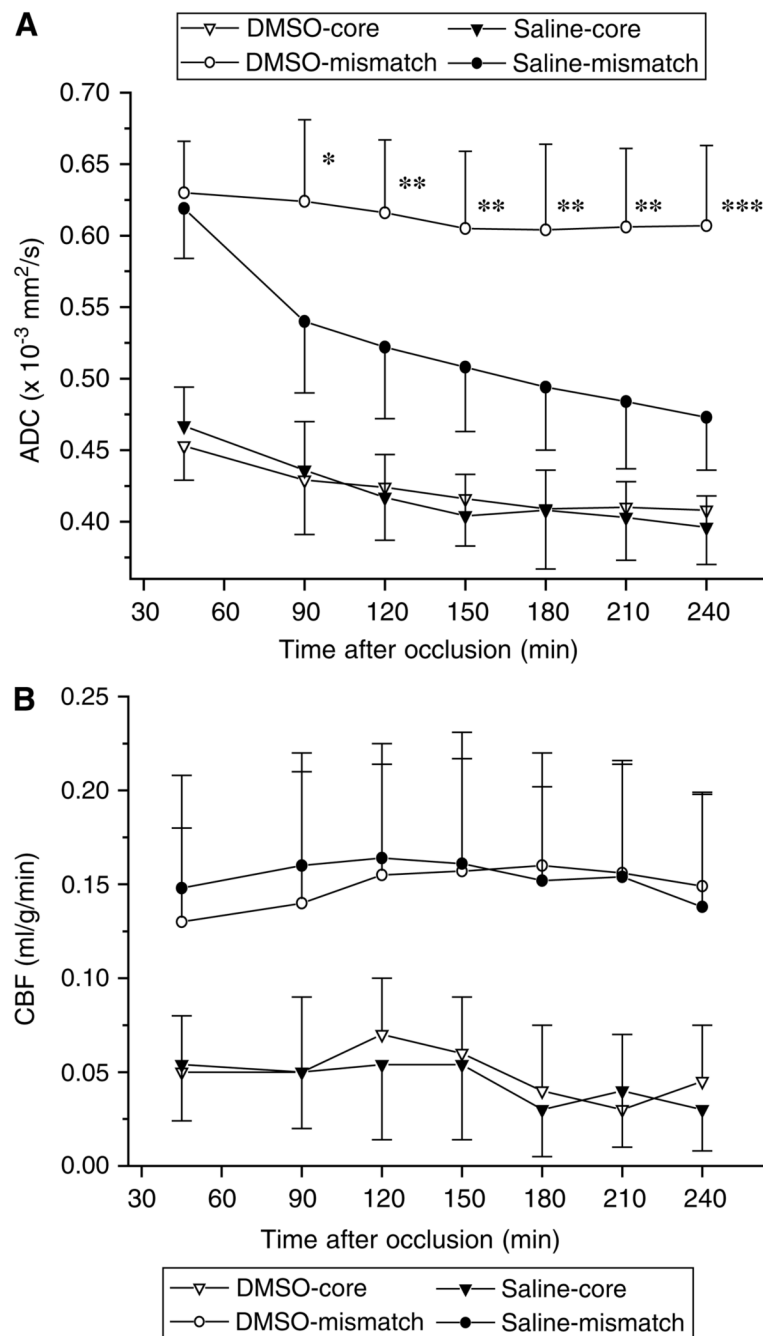 A
DMSO-core Saline-core
DMSO-mismatch Saline-mismatch
0.70
0.65
0.60
0.55
0.50
0.45
0.40
ADC (x 10-3 mm2/s)
* ** ** ** ** ***
30 60 90 120 150 180 210 240
Time after occlusion (min)
B
0.25
0.20
0.15
0.10
0.05
0.00
CBF (ml/g/min)
30 60 90 120 150 180 210 240
Time after occlusion (min)
DMSO-core Saline-core
DMSO-mismatch Saline-mismatch